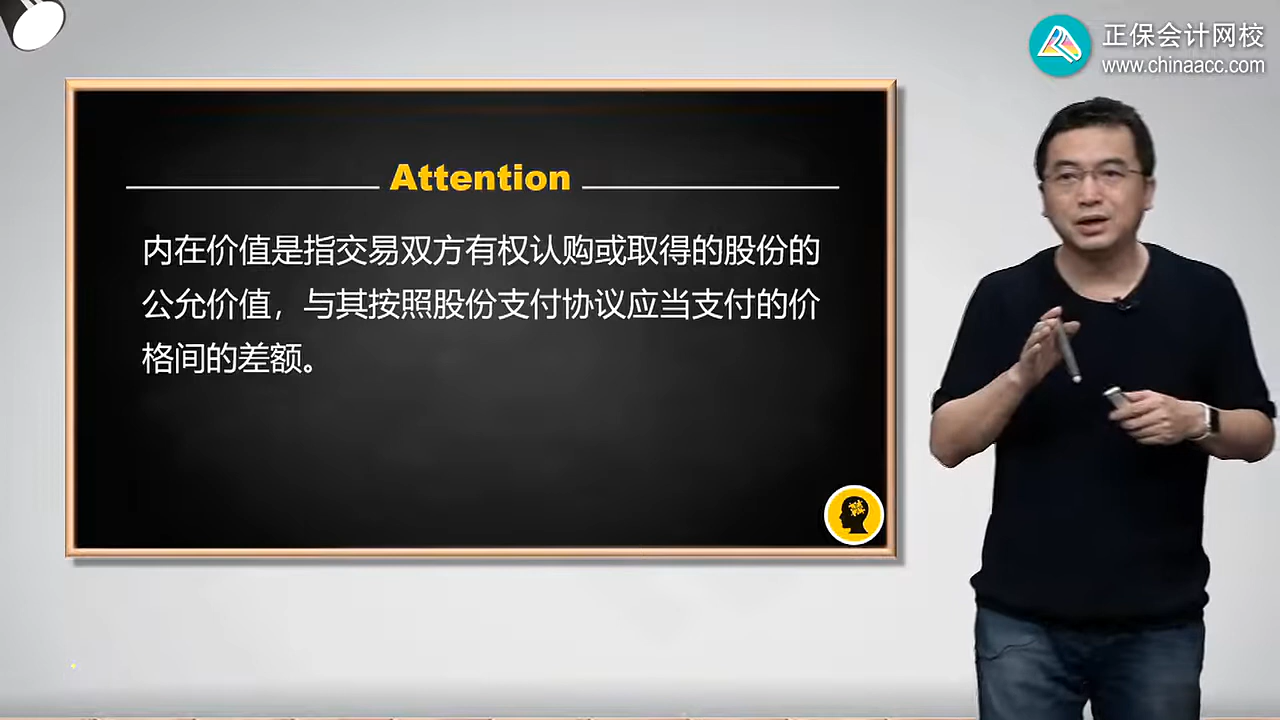 正保会计网校
www.chinaacc.com
Attention
内在价值是指交易双方有权认购或取得的股份的
公允价值，与其按照股份支付协议应当支付的价
格间的差额。